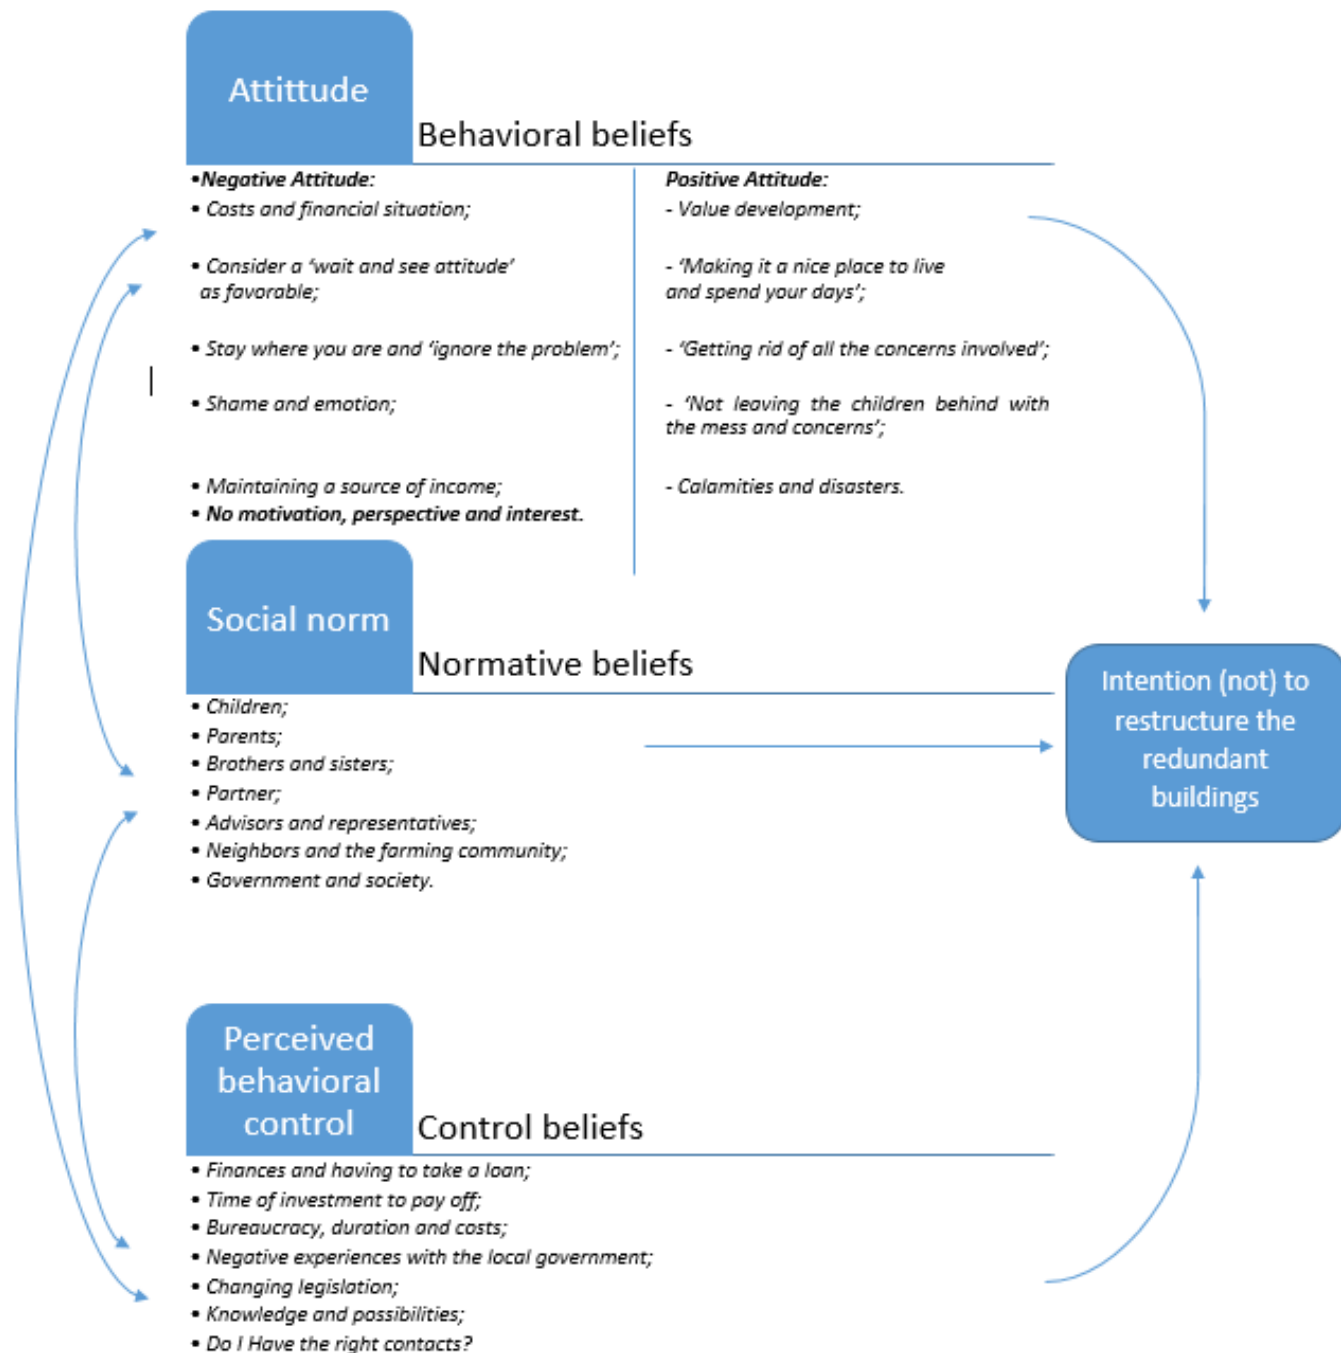 Attittude
Behavioral beliefs
•Negative Attitude:
• Costs and financial situation;
• Consider a ‘wait and see attitude’
as favorable;
• Stay where you are and ‘ignore the problem’;
• Shame and emotion;
• Maintaining a source of income;
• No motivation, perspective and interest.
Positive Attitude:
- Value development;
- ‘Making it a nice place to live
and spend your days’;
- ‘Getting rid of all the concerns involved’;
- ‘Not leaving the children behind with
the mess and concerns’;
- Calamities and disasters.
Social norm
Normative beliefs
• Children;
• Parents;
• Brothers and sisters;
• Partner;
• Advisors and representatives;
• Neighbors and the farming community;
• Government and society.
Intention (not) to
restructure the
redundant
buildings
Perceived
behavioral
control
Control beliefs
• Finances and having to take a loan;
• Time of investment to pay off;
• Bureaucracy, duration and costs;
• Negative experiences with the local government;
• Changing legislation;
• Knowledge and possibilities;
• Do I Have the right contacts?